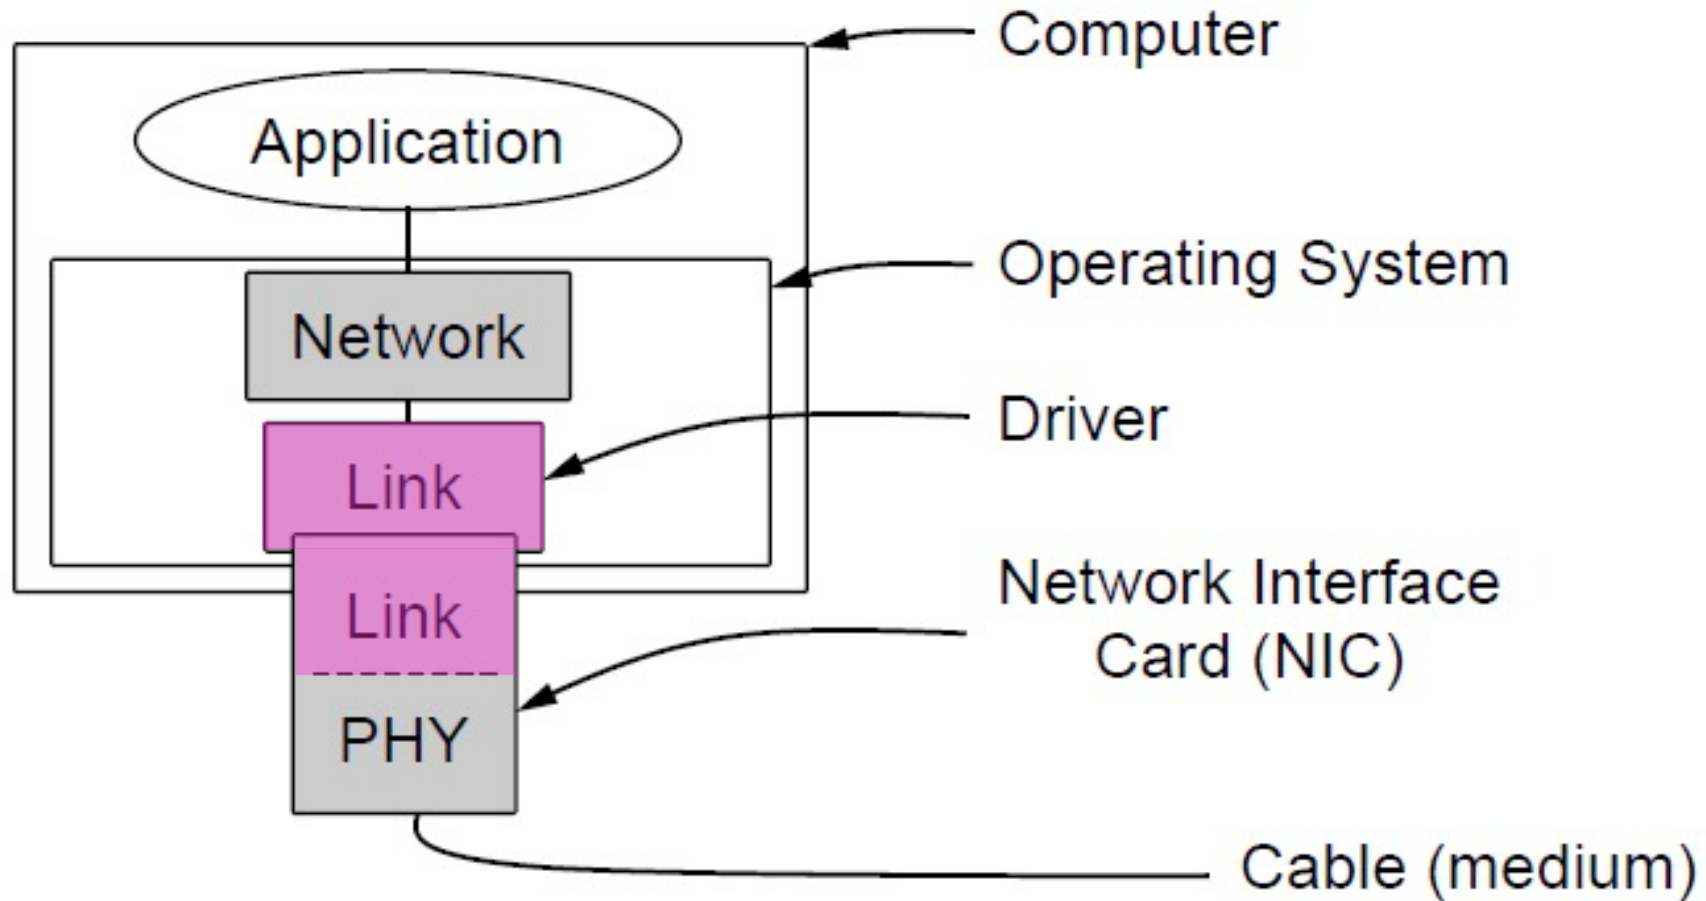 Computer
Application
Operating System
Network
Driver
Link
Network Interface
Card (NIC)
Link
PHY
Cable (medium)